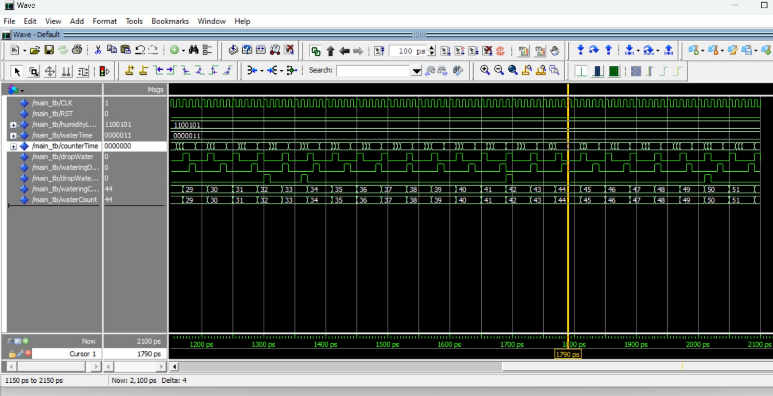 Wave
File Edit View Add Format Tools Bookmarks Window Help
Wave - Default
100 ps
Search:
Msgs
/main_tb/CLK 1
/main_tb/RST 0
/main_tb/humidityL... 1100101 1100101
/main_tb/waterTime 0000011 0000011
/main_tb/counterTime 0000000
/main_tb/dropWater 0
/main_tb/wateringD... 0
/main_tb/dropWate... 0
/main_tb/wateringC... 44 29 30 31 32 33 34 35 36 37 38 39 40 41 42 43 44 45 46 47 48 49 50 51
/main_tb/waterCount 44 29 30 31 32 33 34 35 36 37 38 39 40 41 42 43 44 45 46 47 48 49 50 51
Now 2100 ps 1200 ps 1300 ps 1400 ps 1500 ps 1600 ps 1700 ps 1800 ps 1900 ps 2000 ps 2100 ps
Cursor 1 1790 ps 1790 ps
1150 ps to 2150 ps Now: 2,100 ps Delta: 4